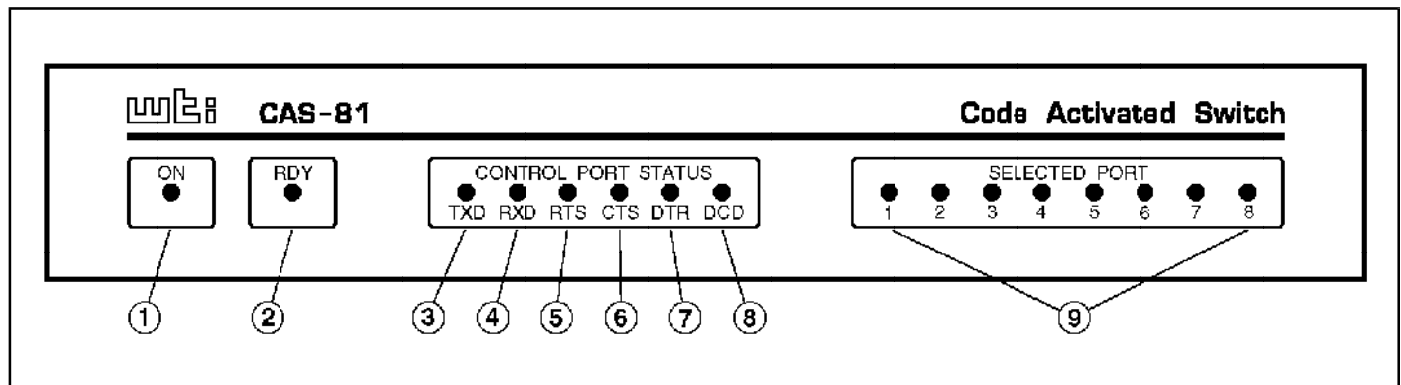 wti CAS-81 Code Activated Switch
ON RDY CONTROL PORT STATUS SELECTED PORT
TXD RXD RTS CTS DTR DCD 1 2 3 4 5 6 7 8
1 2 3 4 5 6 7 8 9